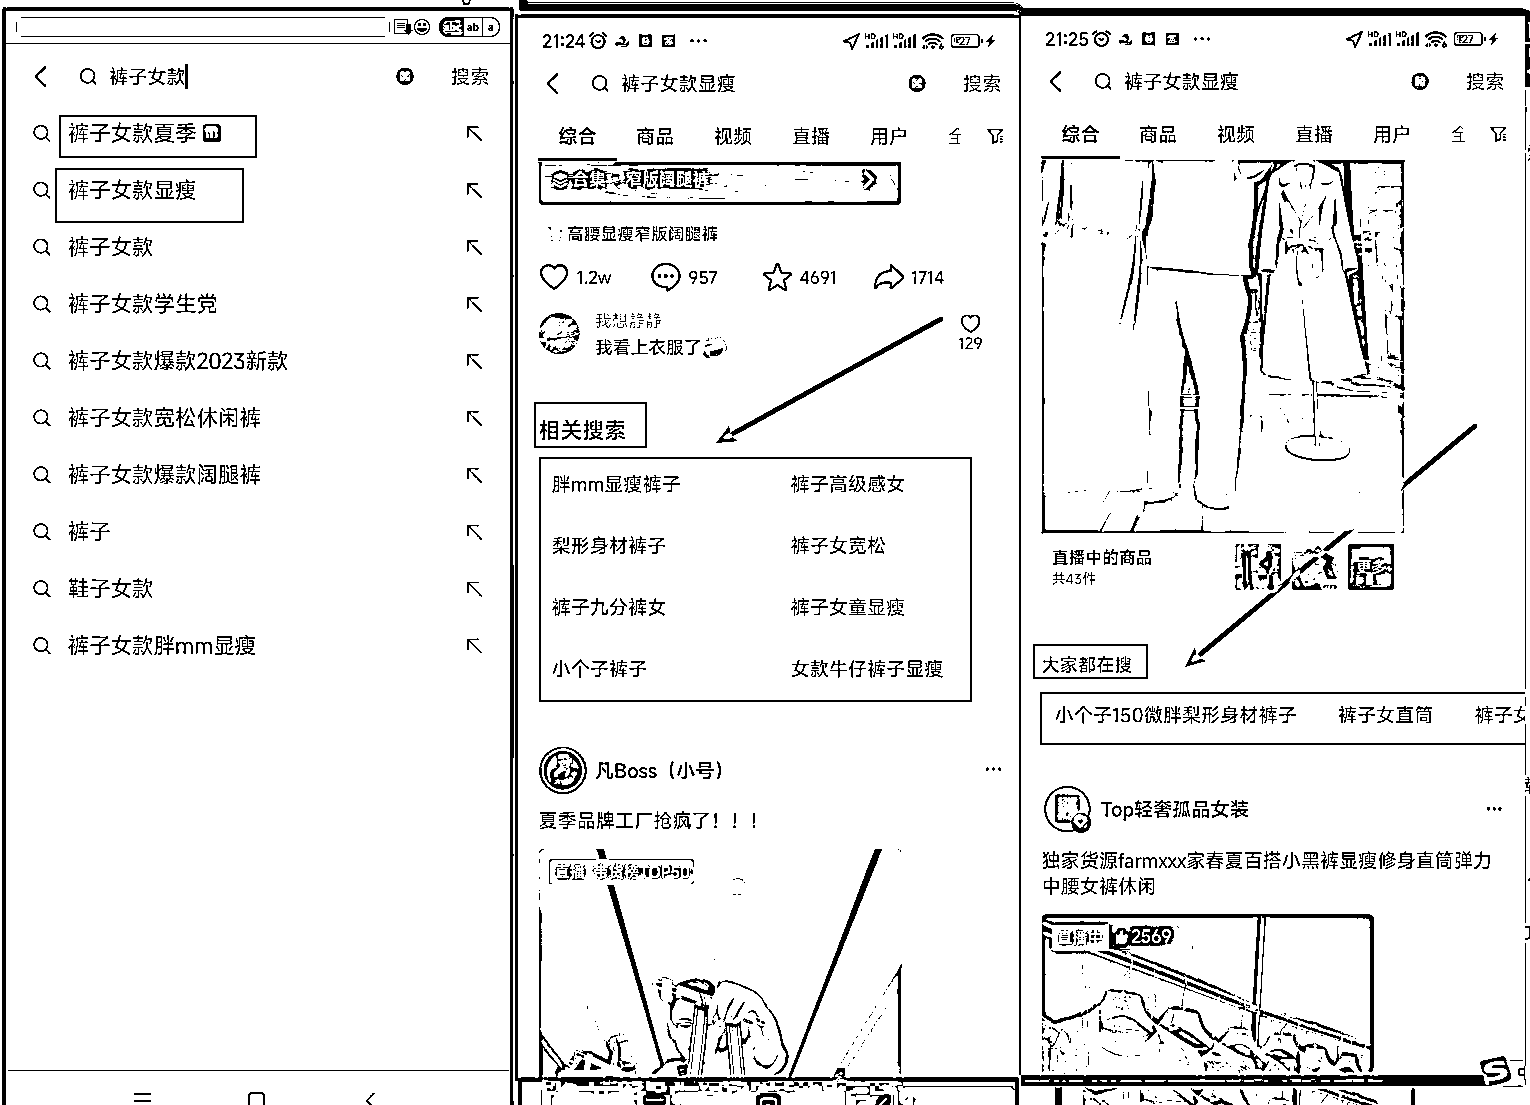 裤子女款
搜索
裤子女款夏季
裤子女款显瘦
裤子女款
裤子女款学生党
裤子女款爆款2023新款
裤子女款宽松休闲裤
裤子女款爆款阔腿裤
裤子
鞋子女款
裤子女款胖mm显瘦
21:24
裤子女款显瘦
搜索
综合 商品 视频 直播 用户
合集 窄版阔腿裤
高腰显瘦窄版阔腿裤
1.2w 957 4691 1714
我想静静
我看上衣服了
129
相关搜索
胖mm显瘦裤子 裤子高级感女
梨形身材裤子 裤子女宽松
裤子九分裤女 裤子女童显瘦
小个子裤子 女款牛仔裤子显瘦
凡Boss（小号）
夏季品牌工厂抢疯了！！！
直播 带货榜TOP50
21:25
裤子女款显瘦
搜索
综合 商品 视频 直播 用户
直播中的商品
共43件
更多
大家都在搜
小个子150微胖梨形身材裤子 裤子女直筒 裤子女
Top轻奢孤品女装
独家货源farmxxx家春夏百搭小黑裤显瘦修身直筒弹力
中腰女裤休闲
直播中 2569